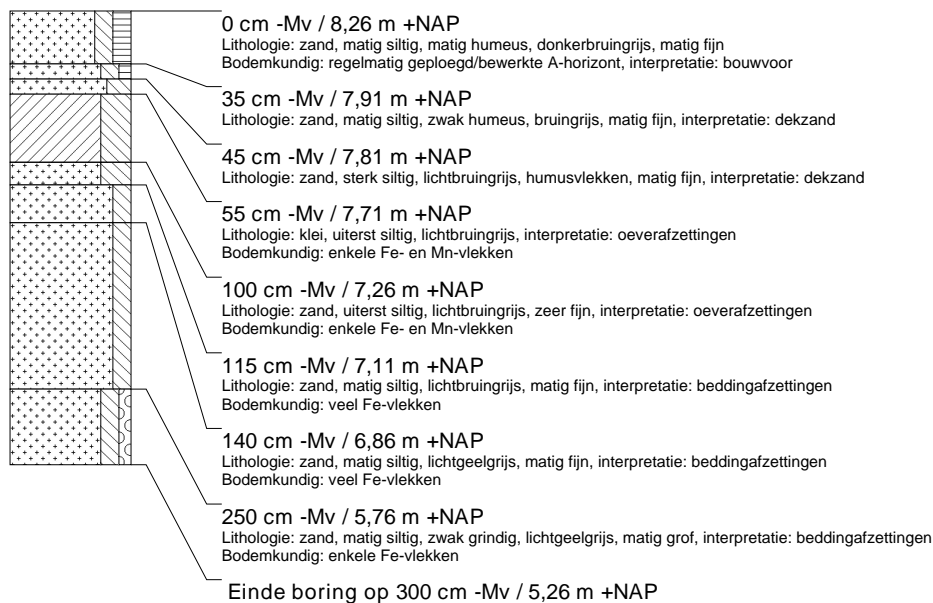 0 cm -Mv / 8,26 m +NAP
Lithologie: zand, matig siltig, matig humeus, donkerbruingrijs, matig fijn
Bodemkundig: regelmatig geploegd/bewerkte A-horizont, interpretatie: bouwvoor
35 cm -Mv / 7,91 m +NAP
Lithologie: zand, matig siltig, zwak humeus, bruingrijs, matig fijn, interpretatie: dekzand
45 cm -Mv / 7,81 m +NAP
Lithologie: zand, sterk siltig, lichtbruingrijs, humusvlekken, matig fijn, interpretatie: dekzand
55 cm -Mv / 7,71 m +NAP
Lithologie: klei, uiterst siltig, lichtbruingrijs, interpretatie: oeverafzettingen
Bodemkundig: enkele Fe- en Mn-vlekken
100 cm -Mv / 7,26 m +NAP
Lithologie: zand, uiterst siltig, lichtbruingrijs, zeer fijn, interpretatie: oeverafzettingen
Bodemkundig: enkele Fe- en Mn-vlekken
115 cm -Mv / 7,11 m +NAP
Lithologie: zand, matig siltig, lichtbruingrijs, matig fijn, interpretatie: beddingafzettingen
Bodemkundig: veel Fe-vlekken
140 cm -Mv / 6,86 m +NAP
Lithologie: zand, matig siltig, lichtgeelgrijs, matig fijn, interpretatie: beddingafzettingen
Bodemkundig: veel Fe-vlekken
250 cm -Mv / 5,76 m +NAP
Lithologie: zand, matig siltig, zwak grindig, lichtgeelgrijs, matig grof, interpretatie: beddingafzettingen
Bodemkundig: enkele Fe-vlekken
Einde boring op 300 cm -Mv / 5,26 m +NAP